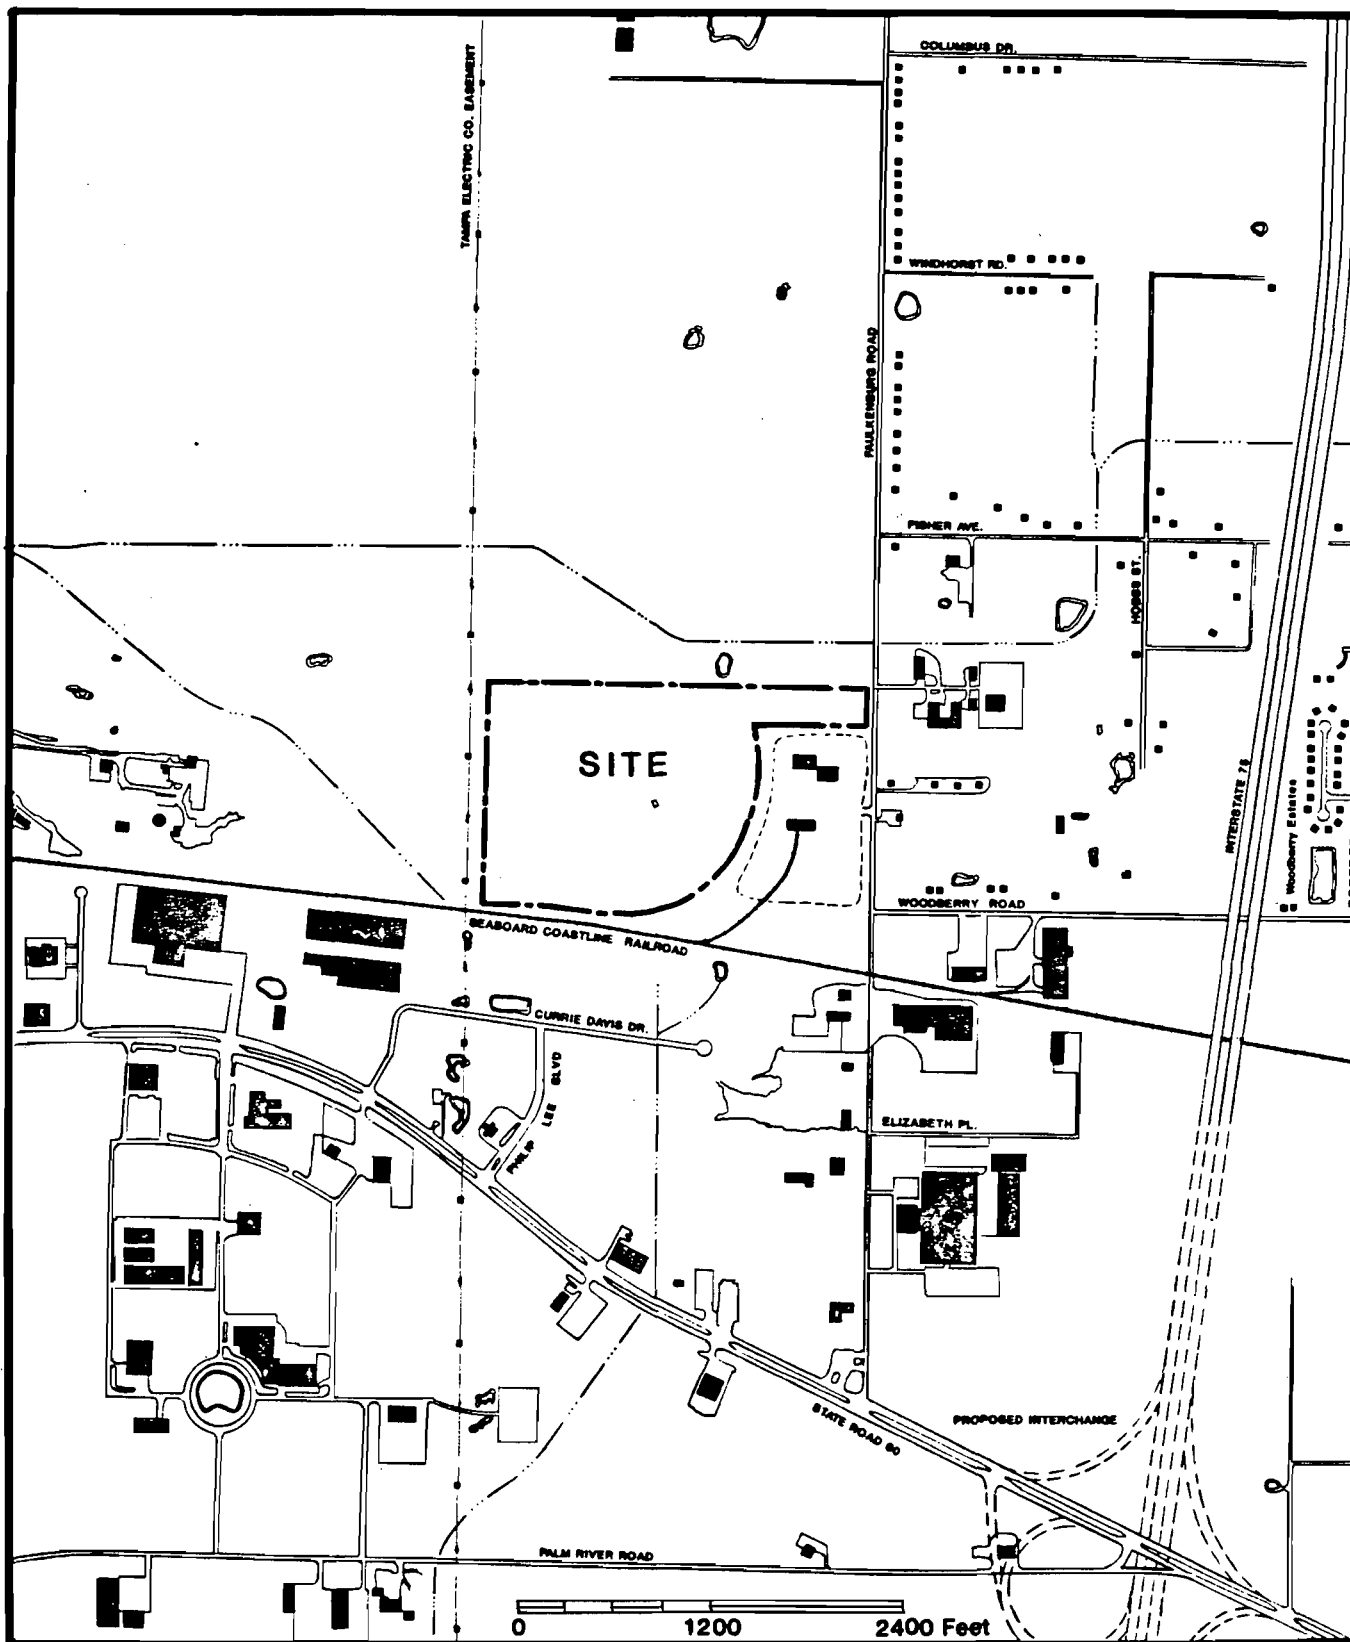 COLUMBUS DR.
TAMPA ELECTRIC CO. EASEMENT
WINDHORST RD.
FAULKENBURG ROAD
FISHER AVE.
HOBBS ST.
SITE
INTERSTATE 75
Woodberry Estates
WOODBERRY ROAD
SEABOARD COASTLINE RAILROAD
CURRIE DAVIS DR.
PHILIP LEE BLVD
ELIZABETH PL.
STATE ROAD 60
PROPOSED INTERCHANGE
PALM RIVER ROAD
0 1200 2400 Feet